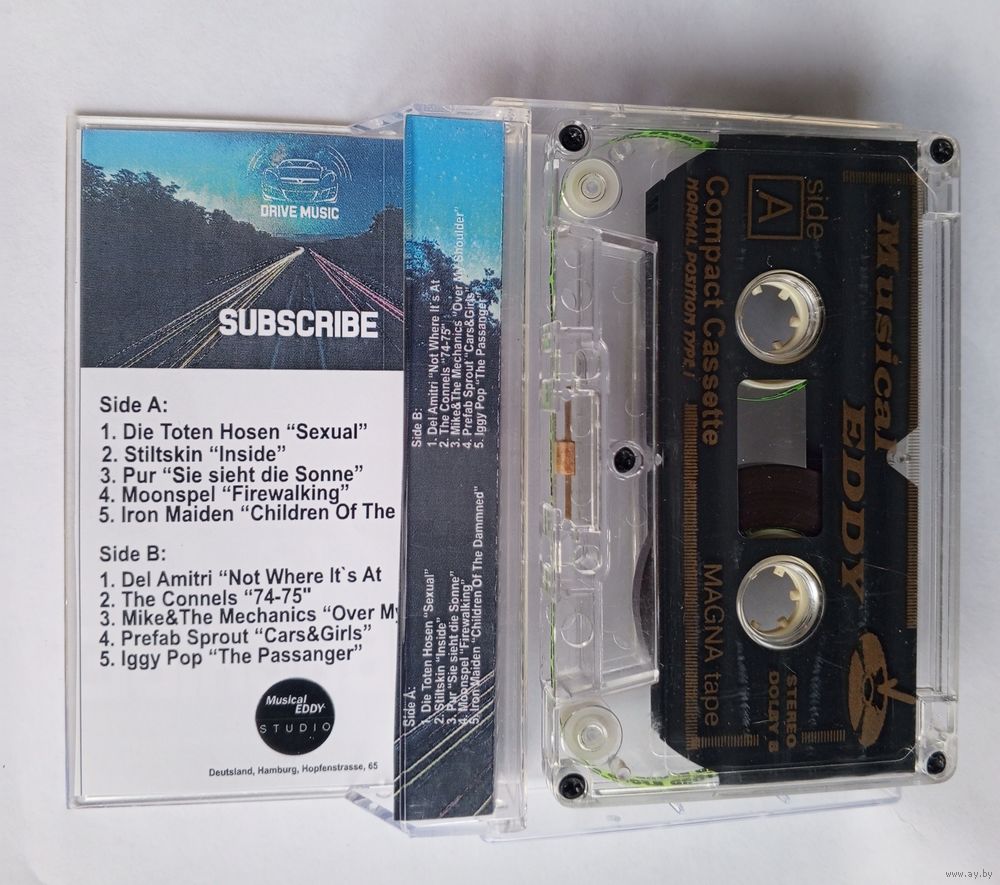 DRIVE MUSIC
SUBSCRIBE
Side A:
1. Die Toten Hosen “Sexual”
2. Stiltskin “Inside”
3. Pur “Sie sieht die Sonne”
4. Moonspel “Firewalking”
5. Iron Maiden “Children Of The
Side B:
1. Del Amitri “Not Where It`s At
2. The Connels “74-75"
3. Mike&The Mechanics “Over My
4. Prefab Sprout “Cars&Girls”
5. Iggy Pop “The Passanger”
Musical
EDDY
STUDIO
Deutsland, Hamburg, Hopfenstrasse, 65
Side B:
1. Del Amitri “Not Where It`s At
2. The Connels “74-75”
3. Mike&The Mechanics “Over My Shoulder”
4. Prefab Sprout “Cars&Girls”
5. Iggy Pop “The Passanger”
Side A:
1. Die Toten Hosen “Sexual”
2. Stiltskin “Inside”
3. Pur “Sie sieht die Sonne”
4. Moonspel “Firewalking”
5. Iron Maiden “Children Of The Dammned”
Musical
EDDY
side
A
Compact Cassette
NORMAL POSITION TYPE I
MAGNA tape
STEREO
DOLBY B
www.ay.by